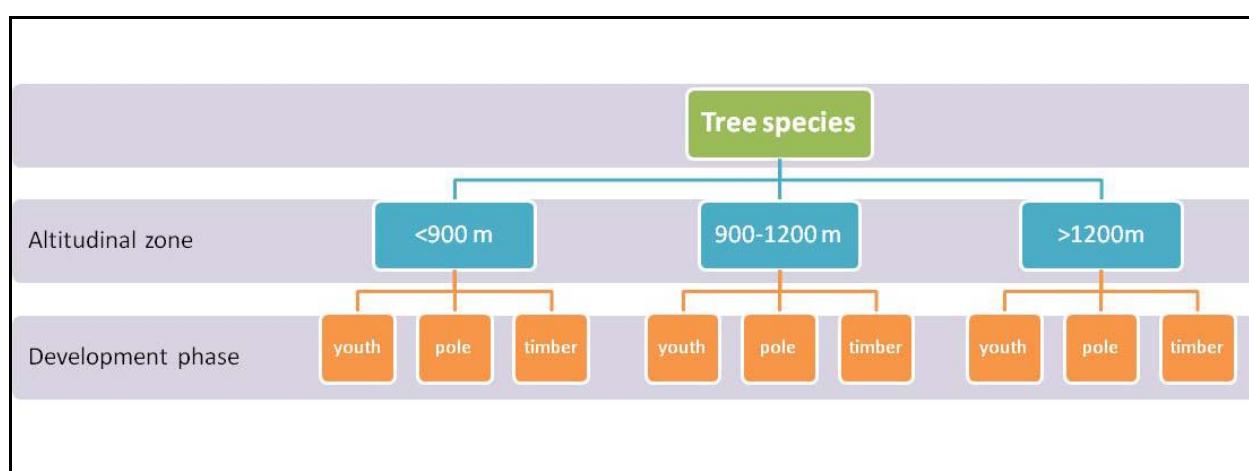 Tree species
Altitudinal zone
<900 m
900-1200 m
>1200m
Development phase
youth
pole
timber
youth
pole
timber
youth
pole
timber